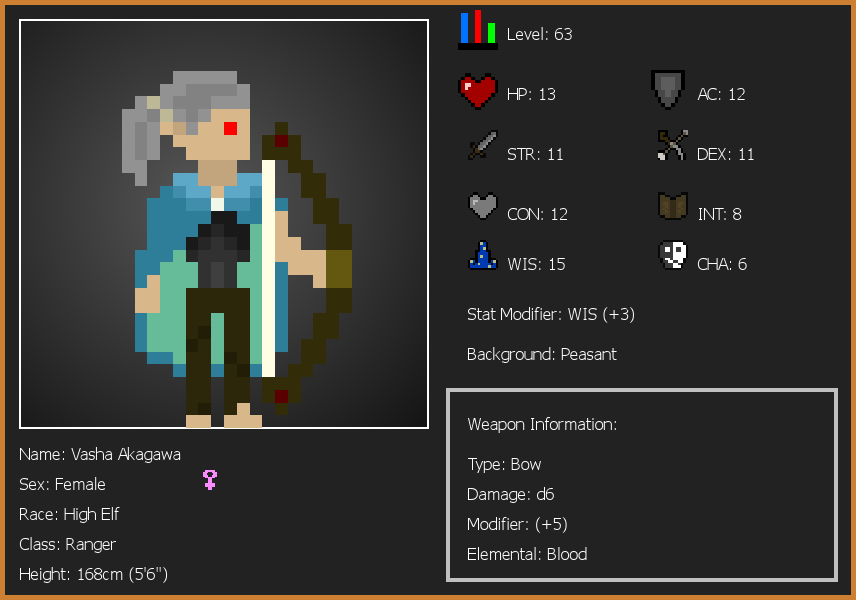 Level: 63
HP: 13
AC: 12
STR: 11
DEX: 11
CON: 12
INT: 8
WIS: 15
CHA: 6
Stat Modifier: WIS (+3)
Background: Peasant
Weapon Information:
Type: Bow
Damage: d6
Modifier: (+5)
Elemental: Blood
Name: Vasha Akagawa
Sex: Female
Race: High Elf
Class: Ranger
Height: 168cm (5'6")